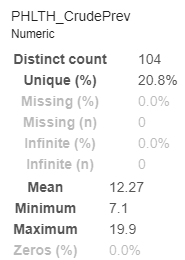 PHLTH_CrudePrev
Numeric
Distinct count 104
Unique (%) 20.8%
Missing (%) 0.0%
Missing (n) 0
Infinite (%) 0.0%
Infinite (n) 0
Mean 12.27
Minimum 7.1
Maximum 19.9
Zeros (%) 0.0%